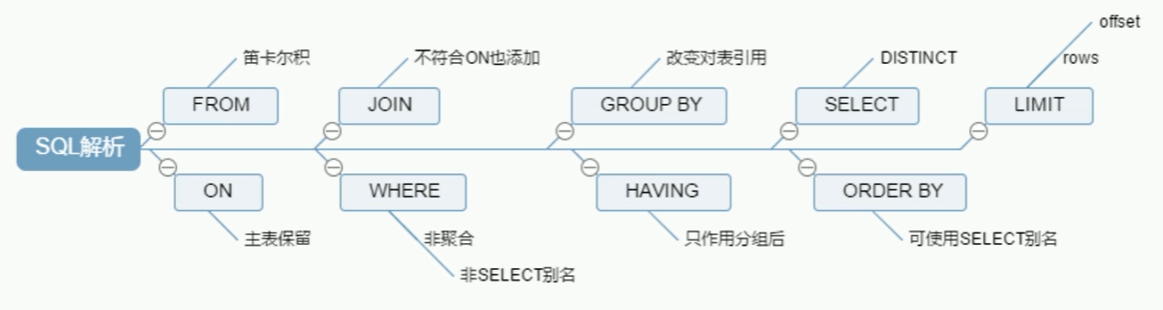 offset
笛卡尔积
不符合ON也添加
改变对表引用
DISTINCT
rows
FROM
JOIN
GROUP BY
SELECT
LIMIT
SQL解析
ON
WHERE
HAVING
ORDER BY
主表保留
非聚合
只作用分组后
可使用SELECT别名
非SELECT别名